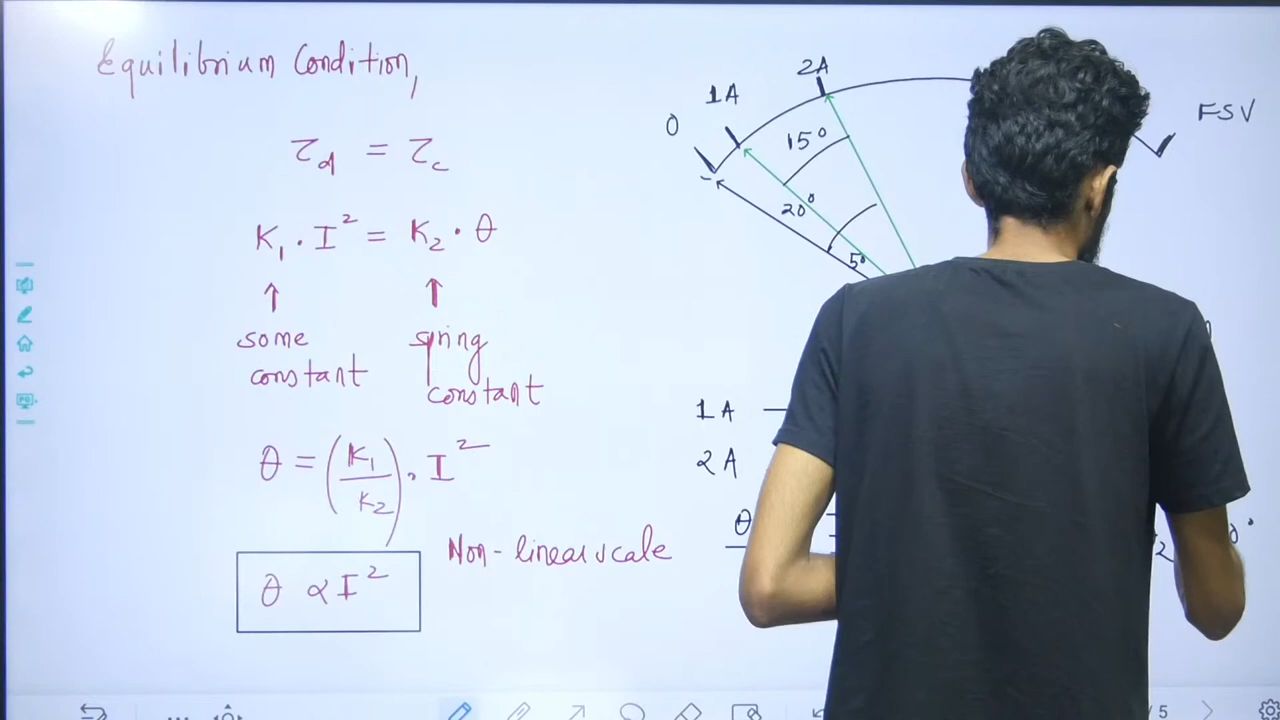 Equilibrium Condition,
τd = τc
K₁ · I² = K₂ · θ
↑ ↑
some constant
spring constant
θ = (K₁/K₂) · I²
Non-linear scale
θ ∝ I²
0
1A
2A
FSV
15°
20°
5°
1A —
2A
θ
/5